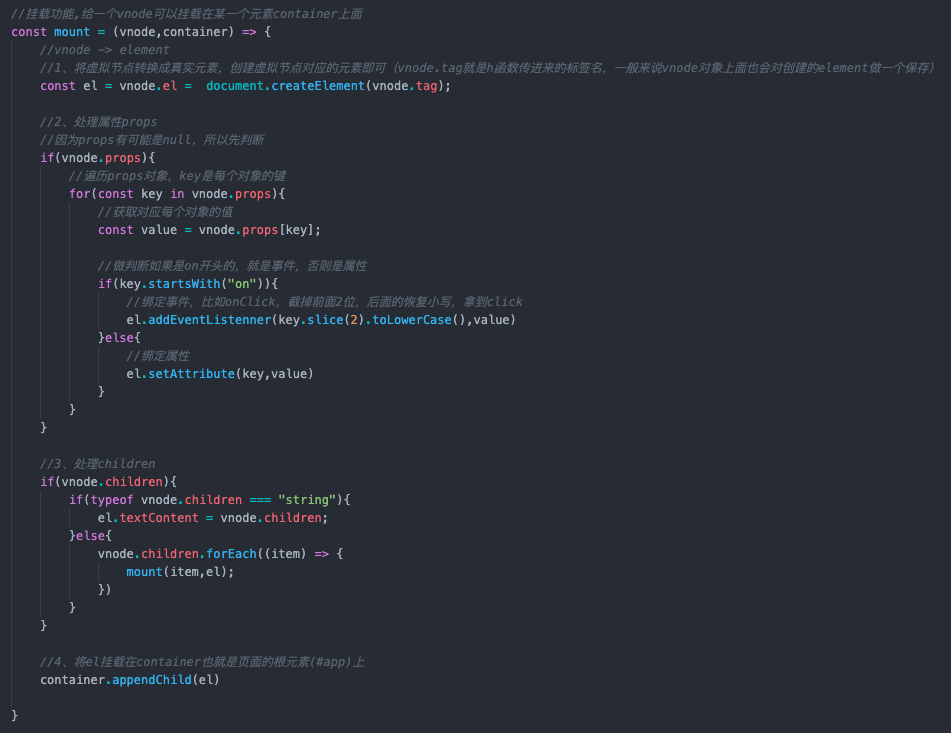 //挂载功能,给一个vnode可以挂载在某一个元素container上面
const mount = (vnode,container) => {
    //vnode -> element
    //1、将虚拟节点转换成真实元素, 创建虚拟节点对应的元素即可 (vnode.tag就是h函数传进来的标签名, 一般来说vnode对象上面也会对创建的element做一个保存)
    const el = vnode.el =  document.createElement(vnode.tag);

    //2、处理属性props
    //因为props有可能是null, 所以先判断
    if(vnode.props){
        //遍历props对象, key是每个对象的键
        for(const key in vnode.props){
            //获取对应每个对象的值
            const value = vnode.props[key];

            //做判断如果是on开头的, 就是事件, 否则是属性
            if(key.startsWith("on")){
                //绑定事件, 比如onClick, 截掉前面2位, 后面的恢复小写, 拿到click
                el.addEventListenner(key.slice(2).toLowerCase(),value)
            }else{
                //绑定属性
                el.setAttribute(key,value)
            }
        }
    }

    //3、处理children
    if(vnode.children){
        if(typeof vnode.children === "string"){
            el.textContent = vnode.children;
        }else{
            vnode.children.forEach((item) => {
                mount(item,el);
            })
        }
    }

    //4、将el挂载在container也就是页面的根元素(#app)上
    container.appendChild(el)

}